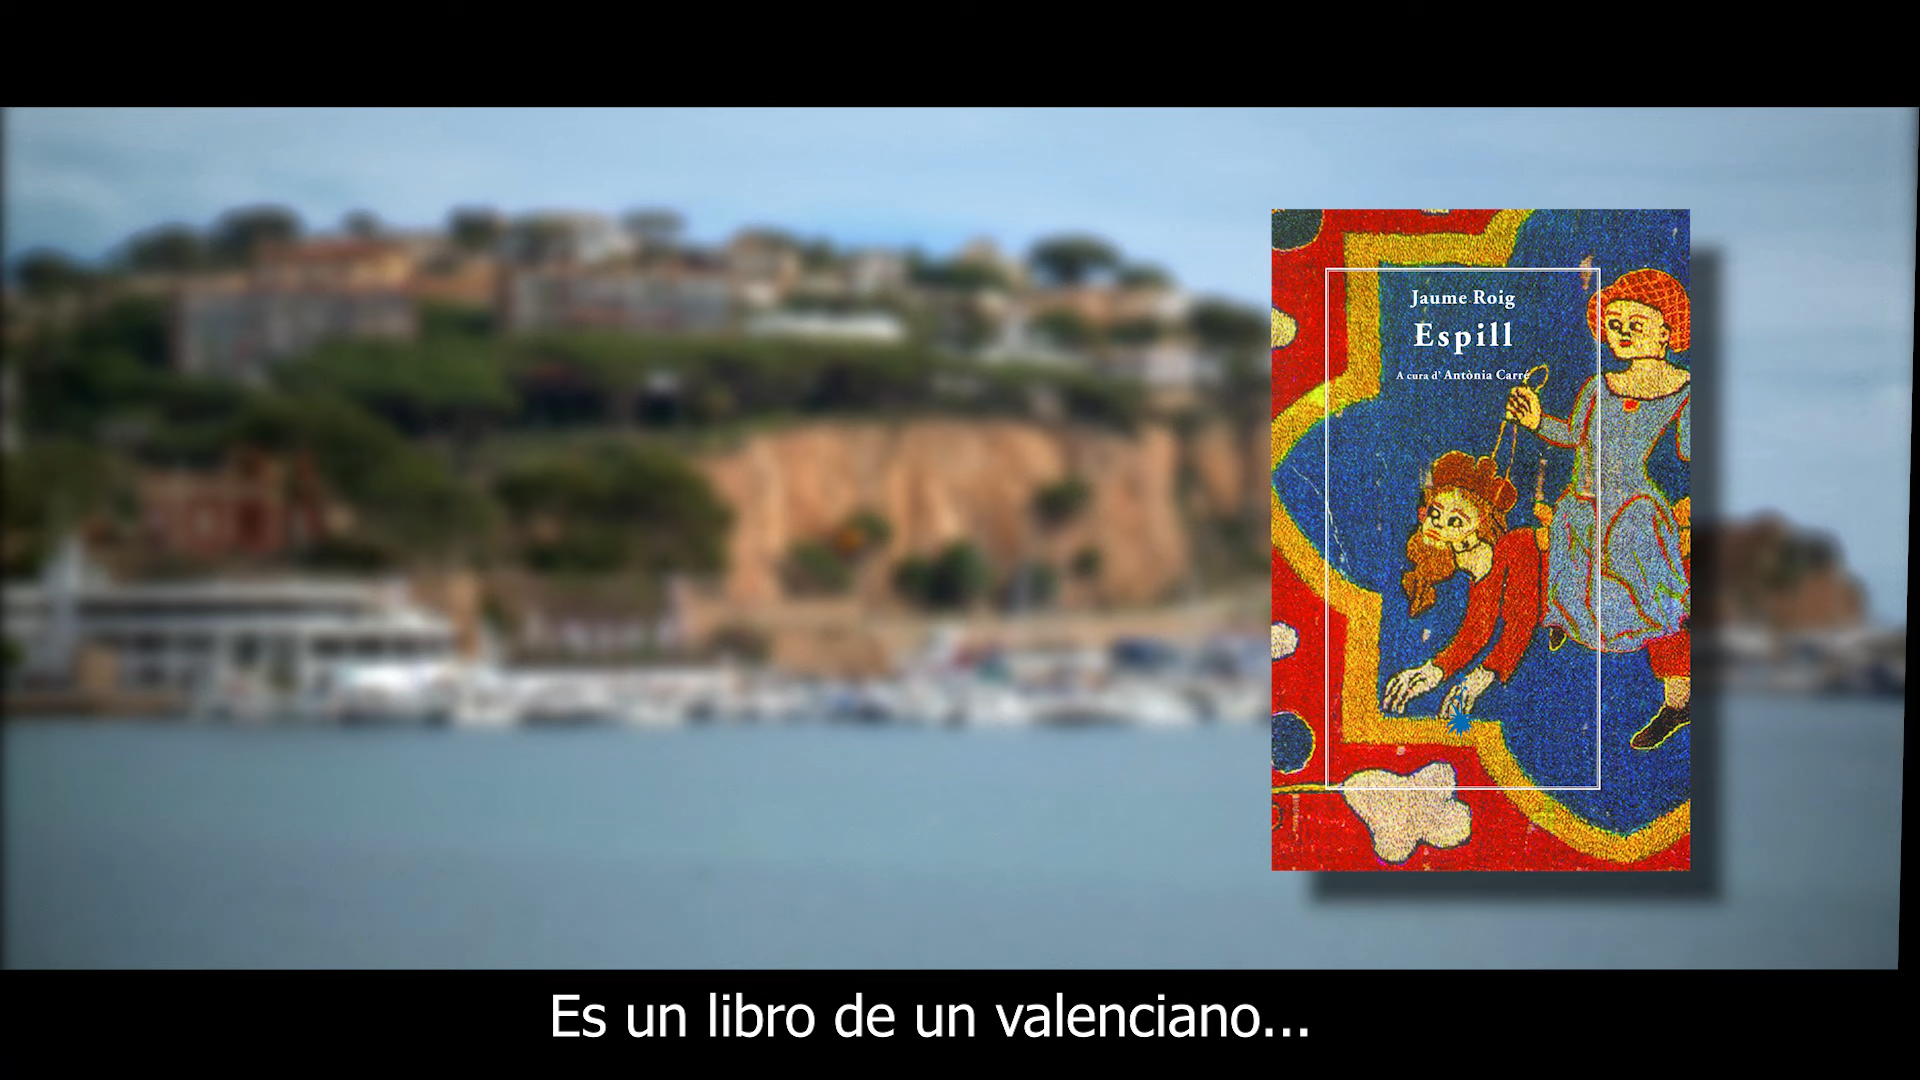 Jaume Roig
Espill
A cura d' Antònia Carré
Es un libro de un valenciano...